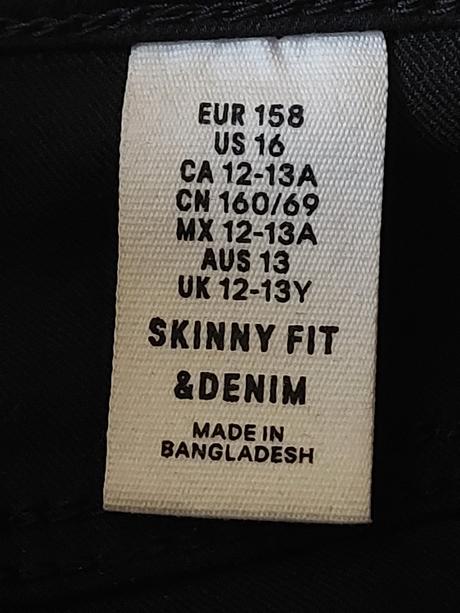 EUR 158
US 16
CA 12-13A
CN 160/69
MX 12-13A
AUS 13
UK 12-13Y
SKINNY FIT
&DENIM
MADE IN
BANGLADESH